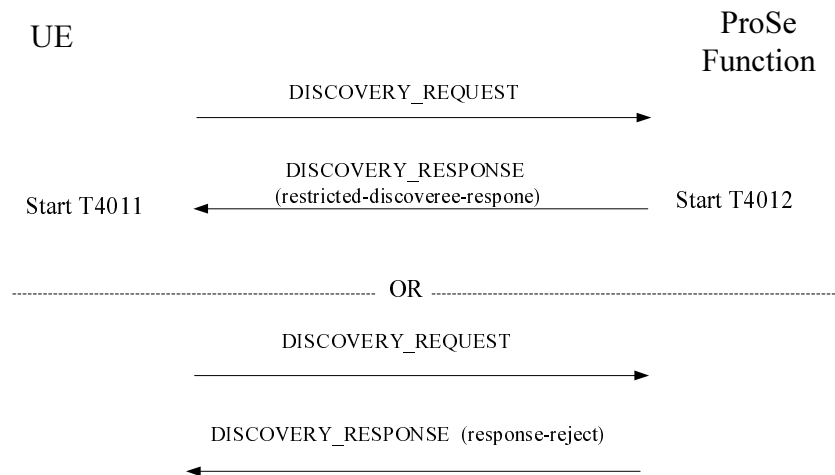 UE
ProSe
Function
DISCOVERY_REQUEST
DISCOVERY_RESPONSE
(restricted-discoveree-respone)
Start T4011
Start T4012
OR
DISCOVERY_REQUEST
DISCOVERY_RESPONSE (response-reject)